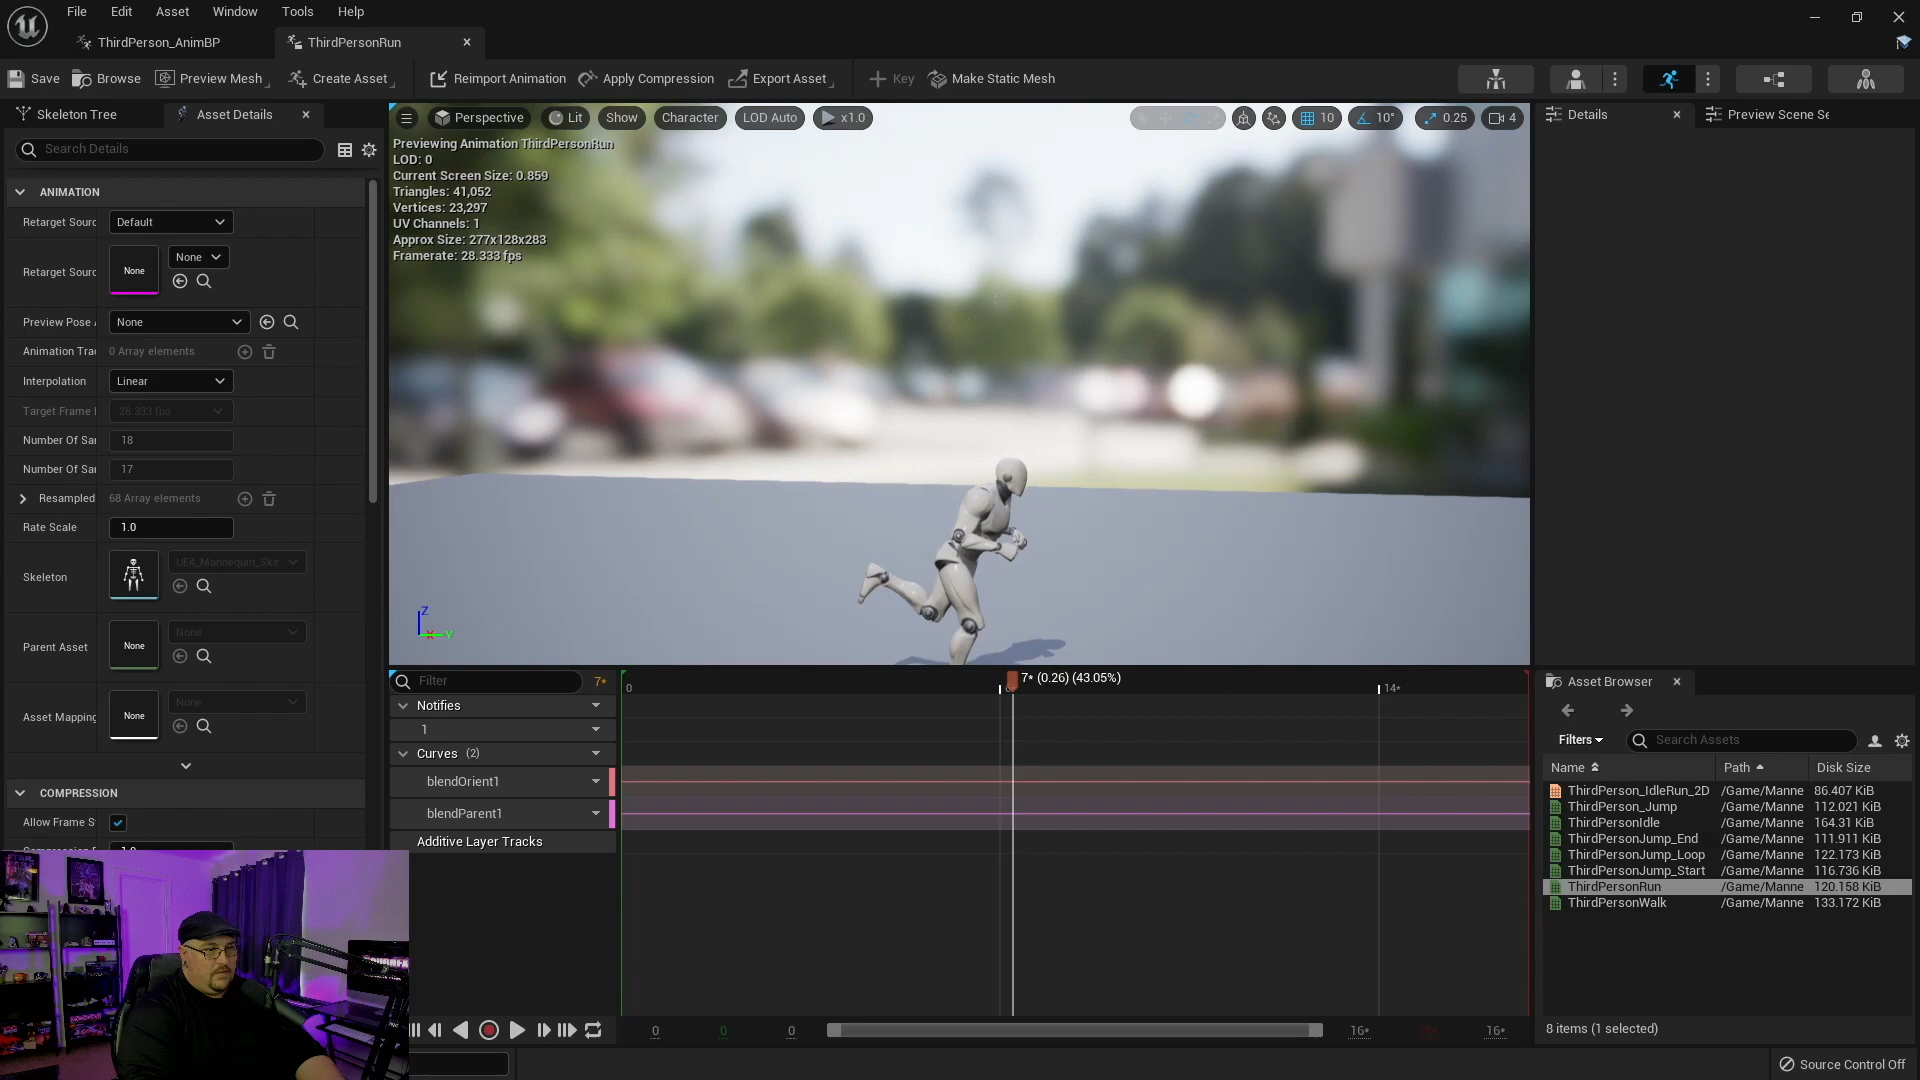 File Edit Asset Window Tools Help
ThirdPerson_AnimBP
ThirdPersonRun
Save Browse Preview Mesh Create Asset Reimport Animation Apply Compression Export Asset Key Make Static Mesh
Skeleton Tree Asset Details
Search Details
ANIMATION
Retarget Sourc Default
Retarget Sourc None None
Preview Pose A None
Animation Trac 0 Array elements
Interpolation Linear
Target Frame 28.333 fps
Number Of Sar 18
Number Of Sar 17
Resampled 68 Array elements
Rate Scale 1.0
Skeleton UE4_Mannequin_Ske
Parent Asset None None
Asset Mapping None None
COMPRESSION
Allow Frame S
Perspective Lit Show Character LOD Auto x1.0 10 10° 0.25 4
Previewing Animation ThirdPersonRun
LOD: 0
Current Screen Size: 0.859
Triangles: 41,052
Vertices: 23,297
UV Channels: 1
Approx Size: 277x128x283
Framerate: 28.333 fps
Z
X Y
Filter 7*
0 7* (0.26) (43.05%) 14*
Notifies
1
Curves (2)
blendOrient1
blendParent1
Additive Layer Tracks
0 0 0 16* 16*
Details Preview Scene Se
Asset Browser
Filters Search Assets
Name Path Disk Size
ThirdPerson_IdleRun_2D /Game/Manne 86.407 KiB
ThirdPerson_Jump /Game/Manne 112.021 KiB
ThirdPersonIdle /Game/Manne 164.31 KiB
ThirdPersonJump_End /Game/Manne 111.911 KiB
ThirdPersonJump_Loop /Game/Manne 122.173 KiB
ThirdPersonJump_Start /Game/Manne 116.736 KiB
ThirdPersonRun /Game/Manne 120.158 KiB
ThirdPersonWalk /Game/Manne 133.172 KiB
8 items (1 selected)
Source Control Off